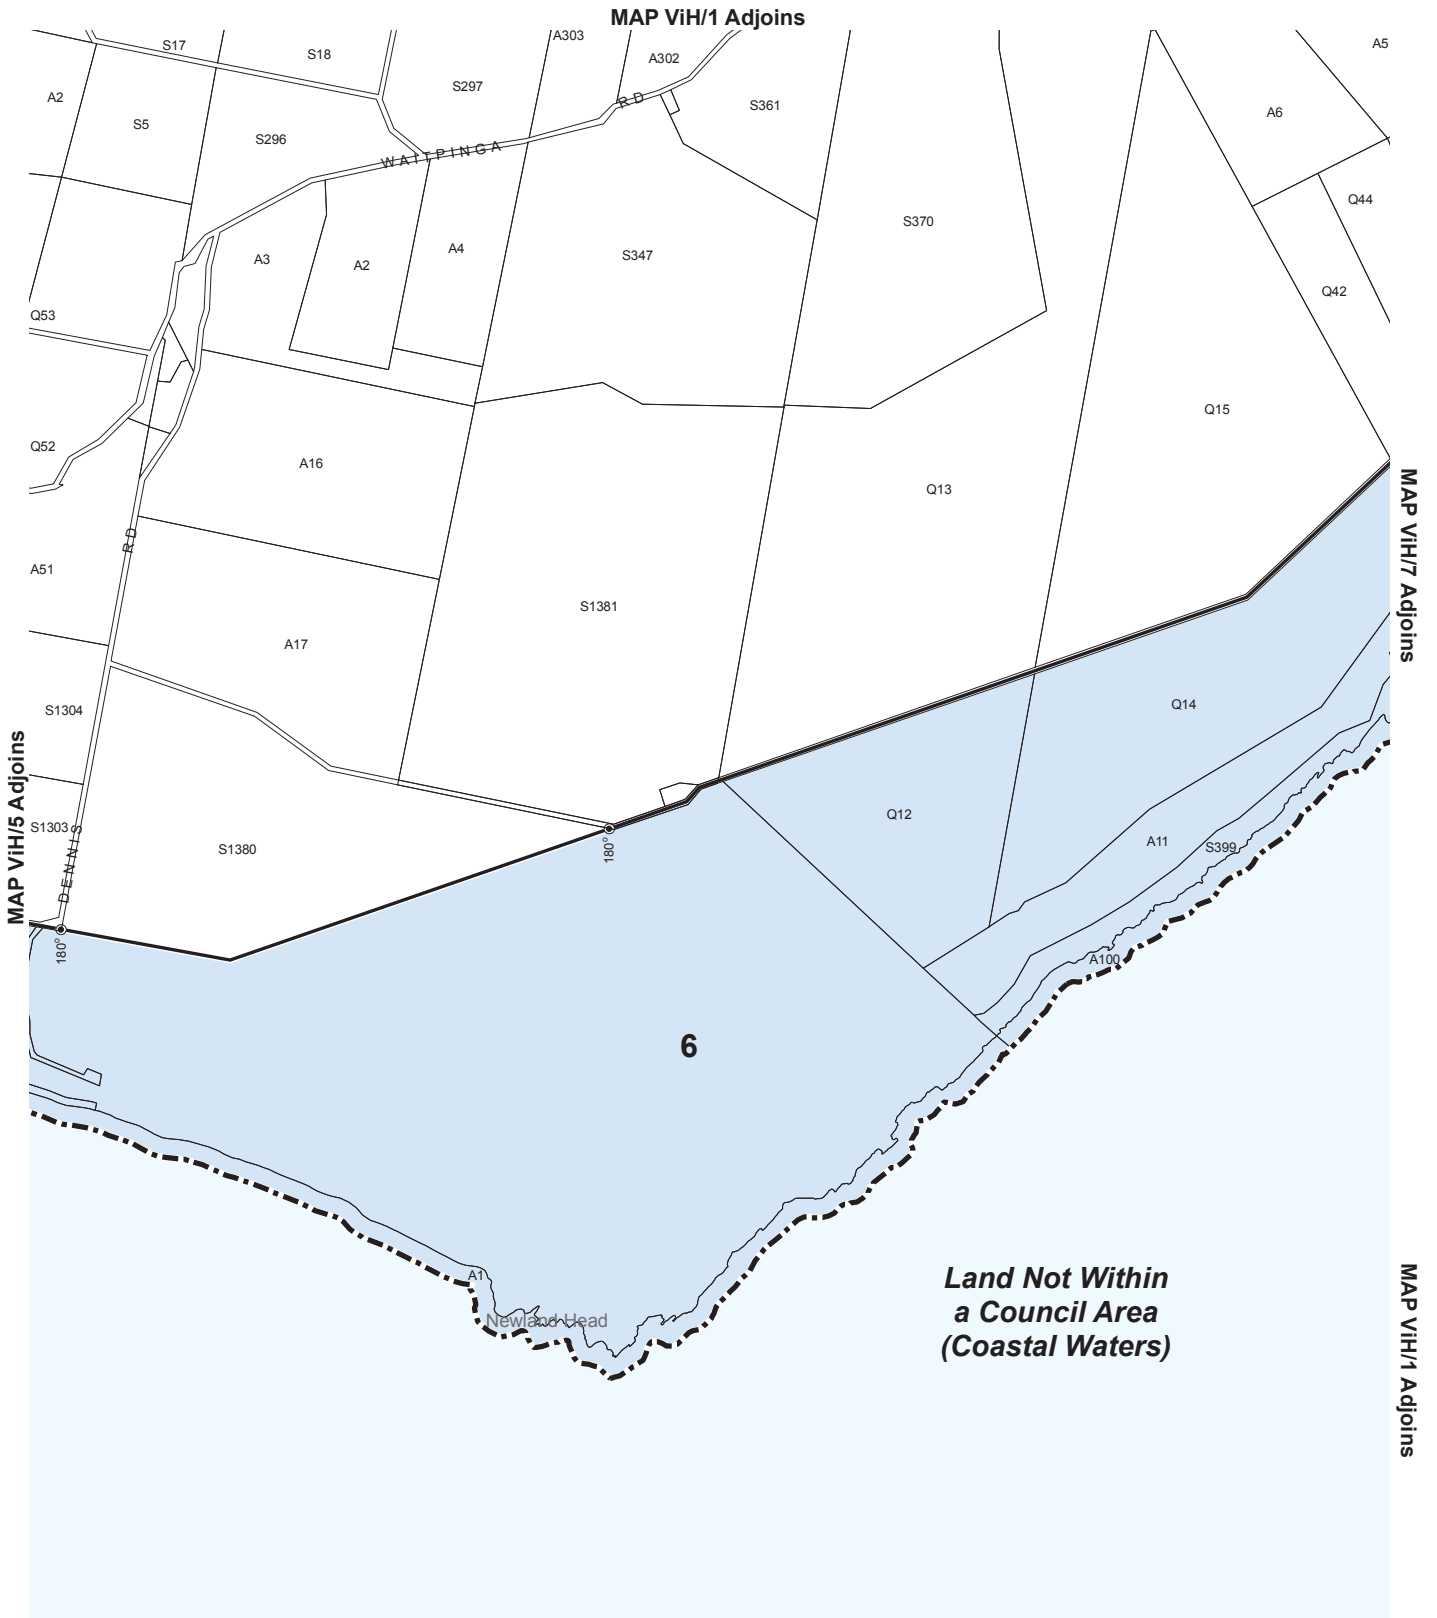 MAP ViH/1 Adjoins
S17
S18
A303
A302
A5
A2
S5
S297
S361
A6
S296
WAITPINGA RD
Q44
A3
A2
A4
S347
S370
Q42
Q53
Q15
Q52
A16
Q13
MAP ViH/7 Adjoins
A51
S1381
A17
S1304
Q14
MAP ViH/5 Adjoins
S1303
DENNIS RD
S1380
180°
Q12
A11
S399
180°
A100
6
A1
Newland Head
Land Not Within
a Council Area
(Coastal Waters)
MAP ViH/1 Adjoins